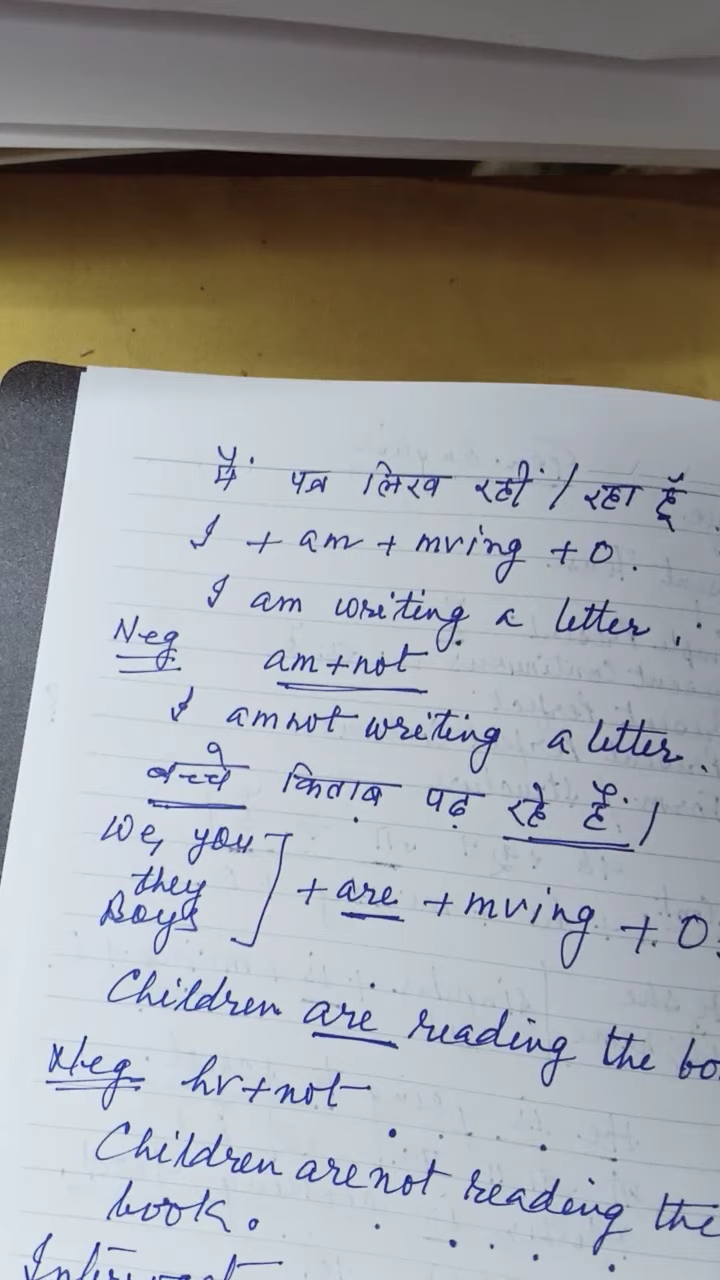 मैं पत्र लिख रही / रहा हूँ
I + am + mving + O.
I am writing a letter.
Neg am+not
I am not writing a letter.
बच्चे किताब पढ़ रहे हैं।
We, you
they
Boys
+ are + mving + O
Children are reading the
Neg hv+not
Children are not reading the
book.